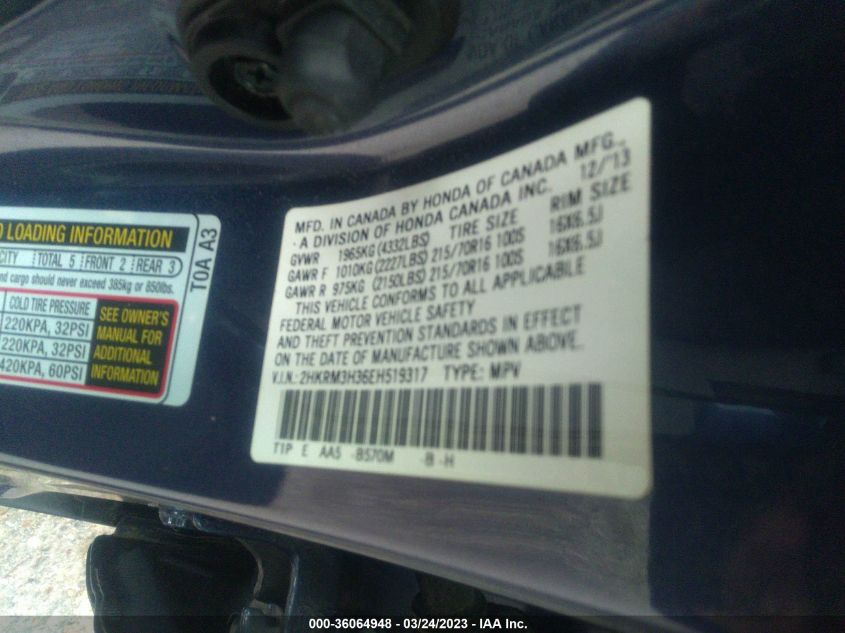 O LOADING INFORMATION
CITY TOTAL 5 FRONT 2 REAR 3
nd cargo should never exceed 385kg or 850lbs.
COLD TIRE PRESSURE
220KPA, 32PSI
220KPA, 32PSI
420KPA, 60PSI
SEE OWNER'S
MANUAL FOR
ADDITIONAL
INFORMATION
T0A A3
MFD. IN CANADA BY HONDA OF CANADA MFG.,
A DIVISION OF HONDA CANADA INC. 12/'13
GVWR 1965KG (4332LBS) TIRE SIZE RIM SIZE
GAWR F 1010KG (2227LBS) 215/70R16 100S 16X6.5J
GAWR R 975KG (2150LBS) 215/70R16 100S 16X6.5J
THIS VEHICLE CONFORMS TO ALL APPLICABLE
FEDERAL MOTOR VEHICLE SAFETY
AND THEFT PREVENTION STANDARDS IN EFFECT
ON THE DATE OF MANUFACTURE SHOWN ABOVE.
V.I.N.: 2HKRM3H36EH519317 TYPE: MPV
T1P E AA5 -B570M -B -H
000-36064948 - 03/24/2023 - IAA Inc.